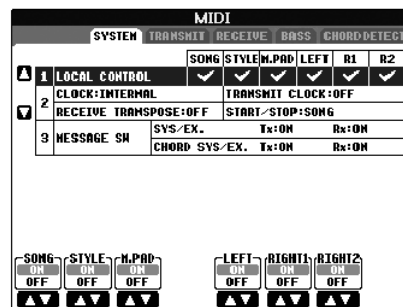 MIDI
SYSTEM TRANSMIT RECEIVE BASS CHORD DETECT
SONG STYLE M.PAD LEFT R1 R2
1 LOCAL CONTROL
2 CLOCK:INTERNAL TRANSMIT CLOCK:OFF
RECEIVE TRANSPOSE:OFF START/STOP:SONG
3 MESSAGE SW SYS/EX. Tx:ON Rx:ON
CHORD SYS/EX. Tx:ON Rx:ON
SONG STYLE M.PAD LEFT RIGHT1 RIGHT2
ON ON ON ON ON ON
OFF OFF OFF OFF OFF OFF